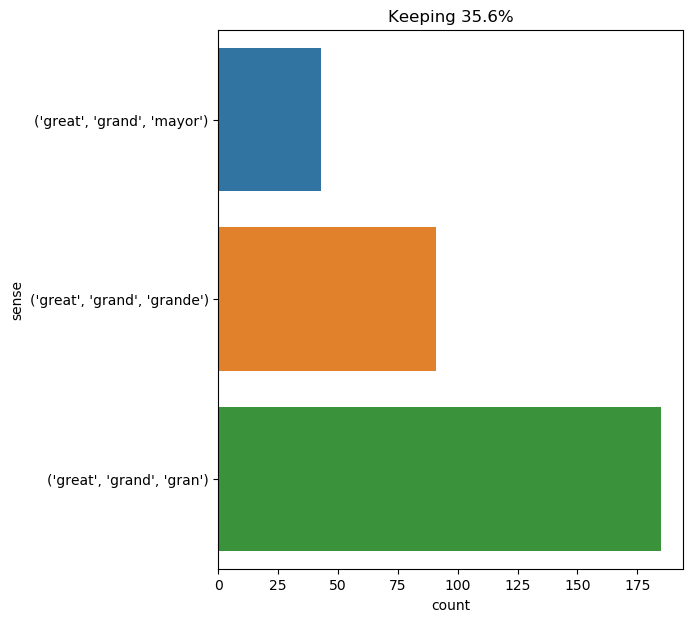 Keeping 35.6%
('great', 'grand', 'mayor')
('great', 'grand', 'grande')
('great', 'grand', 'gran')
sense
0 25 50 75 100 125 150 175
count